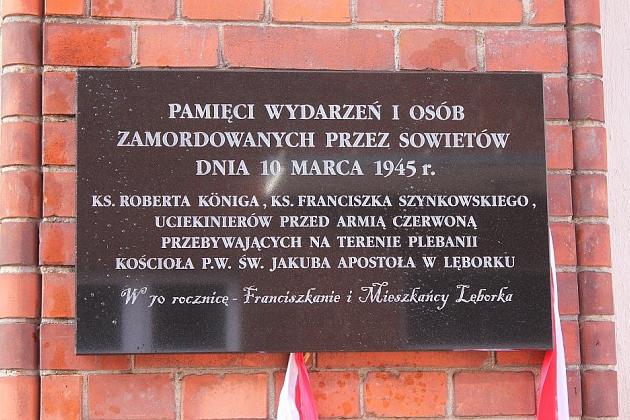 PAMIĘCI WYDARZEŃ I OSÓB
ZAMORDOWANYCH PRZEZ SOWIETÓW
DNIA 10 MARCA 1945 r.
KS. ROBERTA KÖNIGA, KS. FRANCISZKA SZYNKOWSKIEGO,
UCIEKINIERÓW PRZED ARMIĄ CZERWONĄ
PRZEBYWAJĄCYCH NA TERENIE PLEBANII
KOŚCIOŁA P.W. ŚW. JAKUBA APOSTOŁA W LĘBORKU
W 70 rocznicę - Franciszkanie i Mieszkańcy Lęborka